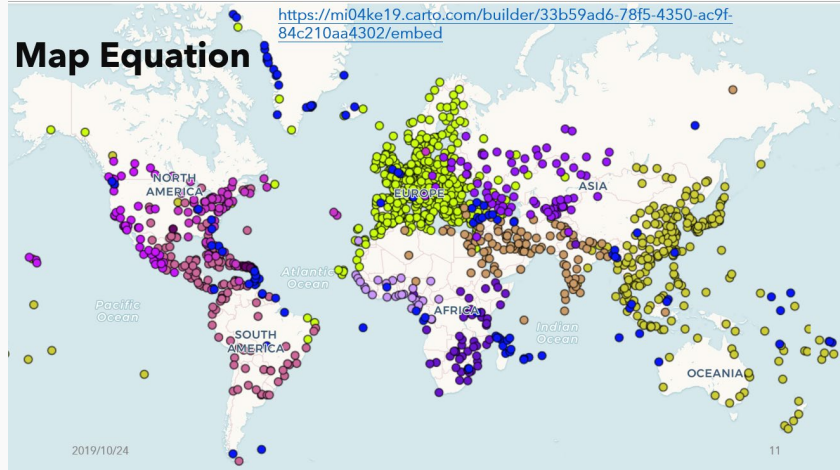 https://mi04ke19.carto.com/builder/33b59ad6-78f5-4350-ac9f-
84c210aa4302/embed
Map Equation
NORTH
AMERICA
EUROPE
ASIA
Atlantic
Ocean
Pacific
Ocean
AFRICA
SOUTH
AMERICA
Indian
Ocean
OCEANIA
2019/10/24
11